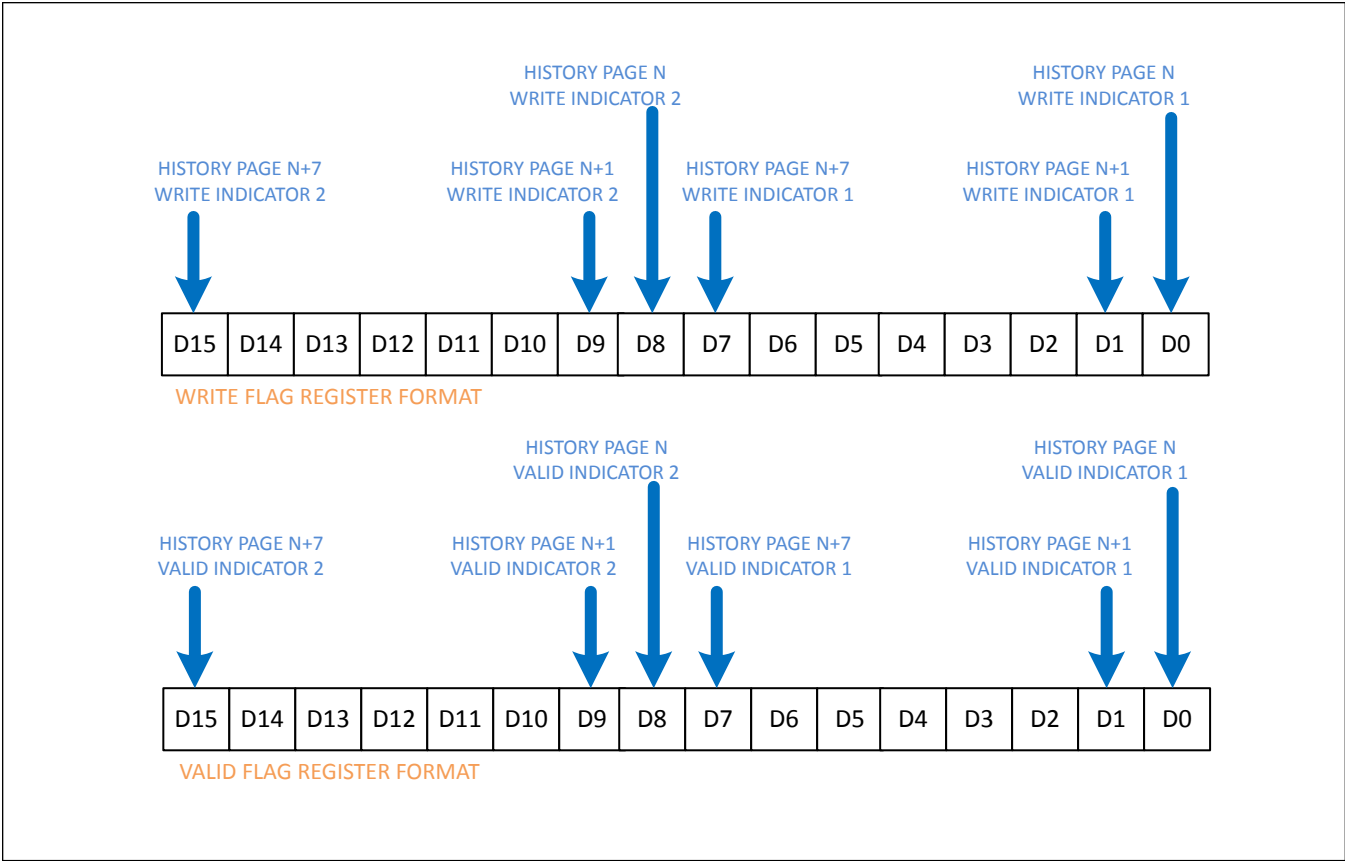 HISTORY PAGE N
WRITE INDICATOR 2
HISTORY PAGE N
WRITE INDICATOR 1
HISTORY PAGE N+7
WRITE INDICATOR 2
HISTORY PAGE N+1
WRITE INDICATOR 2
HISTORY PAGE N+7
WRITE INDICATOR 1
HISTORY PAGE N+1
WRITE INDICATOR 1
D15 D14 D13 D12 D11 D10 D9 D8 D7 D6 D5 D4 D3 D2 D1 D0
WRITE FLAG REGISTER FORMAT
HISTORY PAGE N
VALID INDICATOR 2
HISTORY PAGE N
VALID INDICATOR 1
HISTORY PAGE N+7
VALID INDICATOR 2
HISTORY PAGE N+1
VALID INDICATOR 2
HISTORY PAGE N+7
VALID INDICATOR 1
HISTORY PAGE N+1
VALID INDICATOR 1
D15 D14 D13 D12 D11 D10 D9 D8 D7 D6 D5 D4 D3 D2 D1 D0
VALID FLAG REGISTER FORMAT